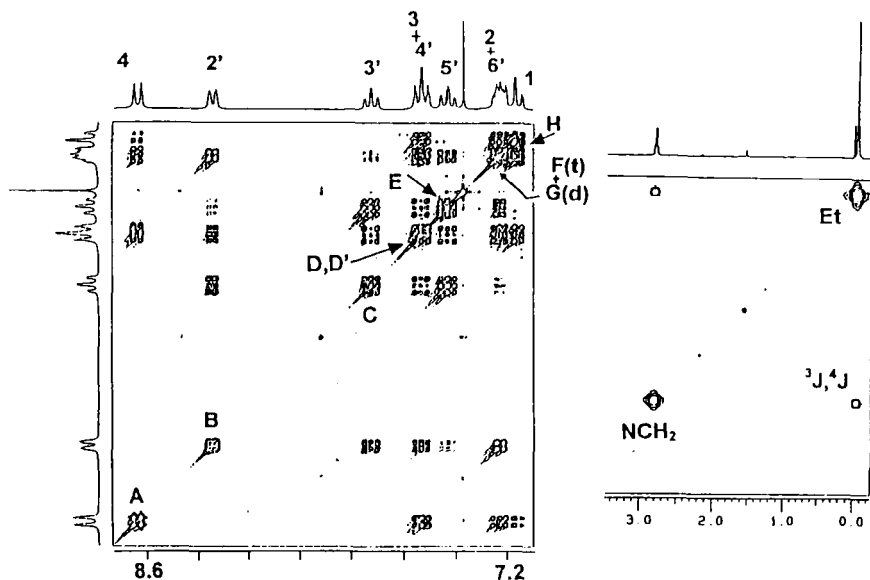 4
2'
3'
3
+
4'
5'
2
+
6'
1
H
F(t)
+
G(d)
E
D,D'
C
B
A
8.6
7.2
Et
³J,⁴J
NCH₂
3.0
2.0
1.0
0.0